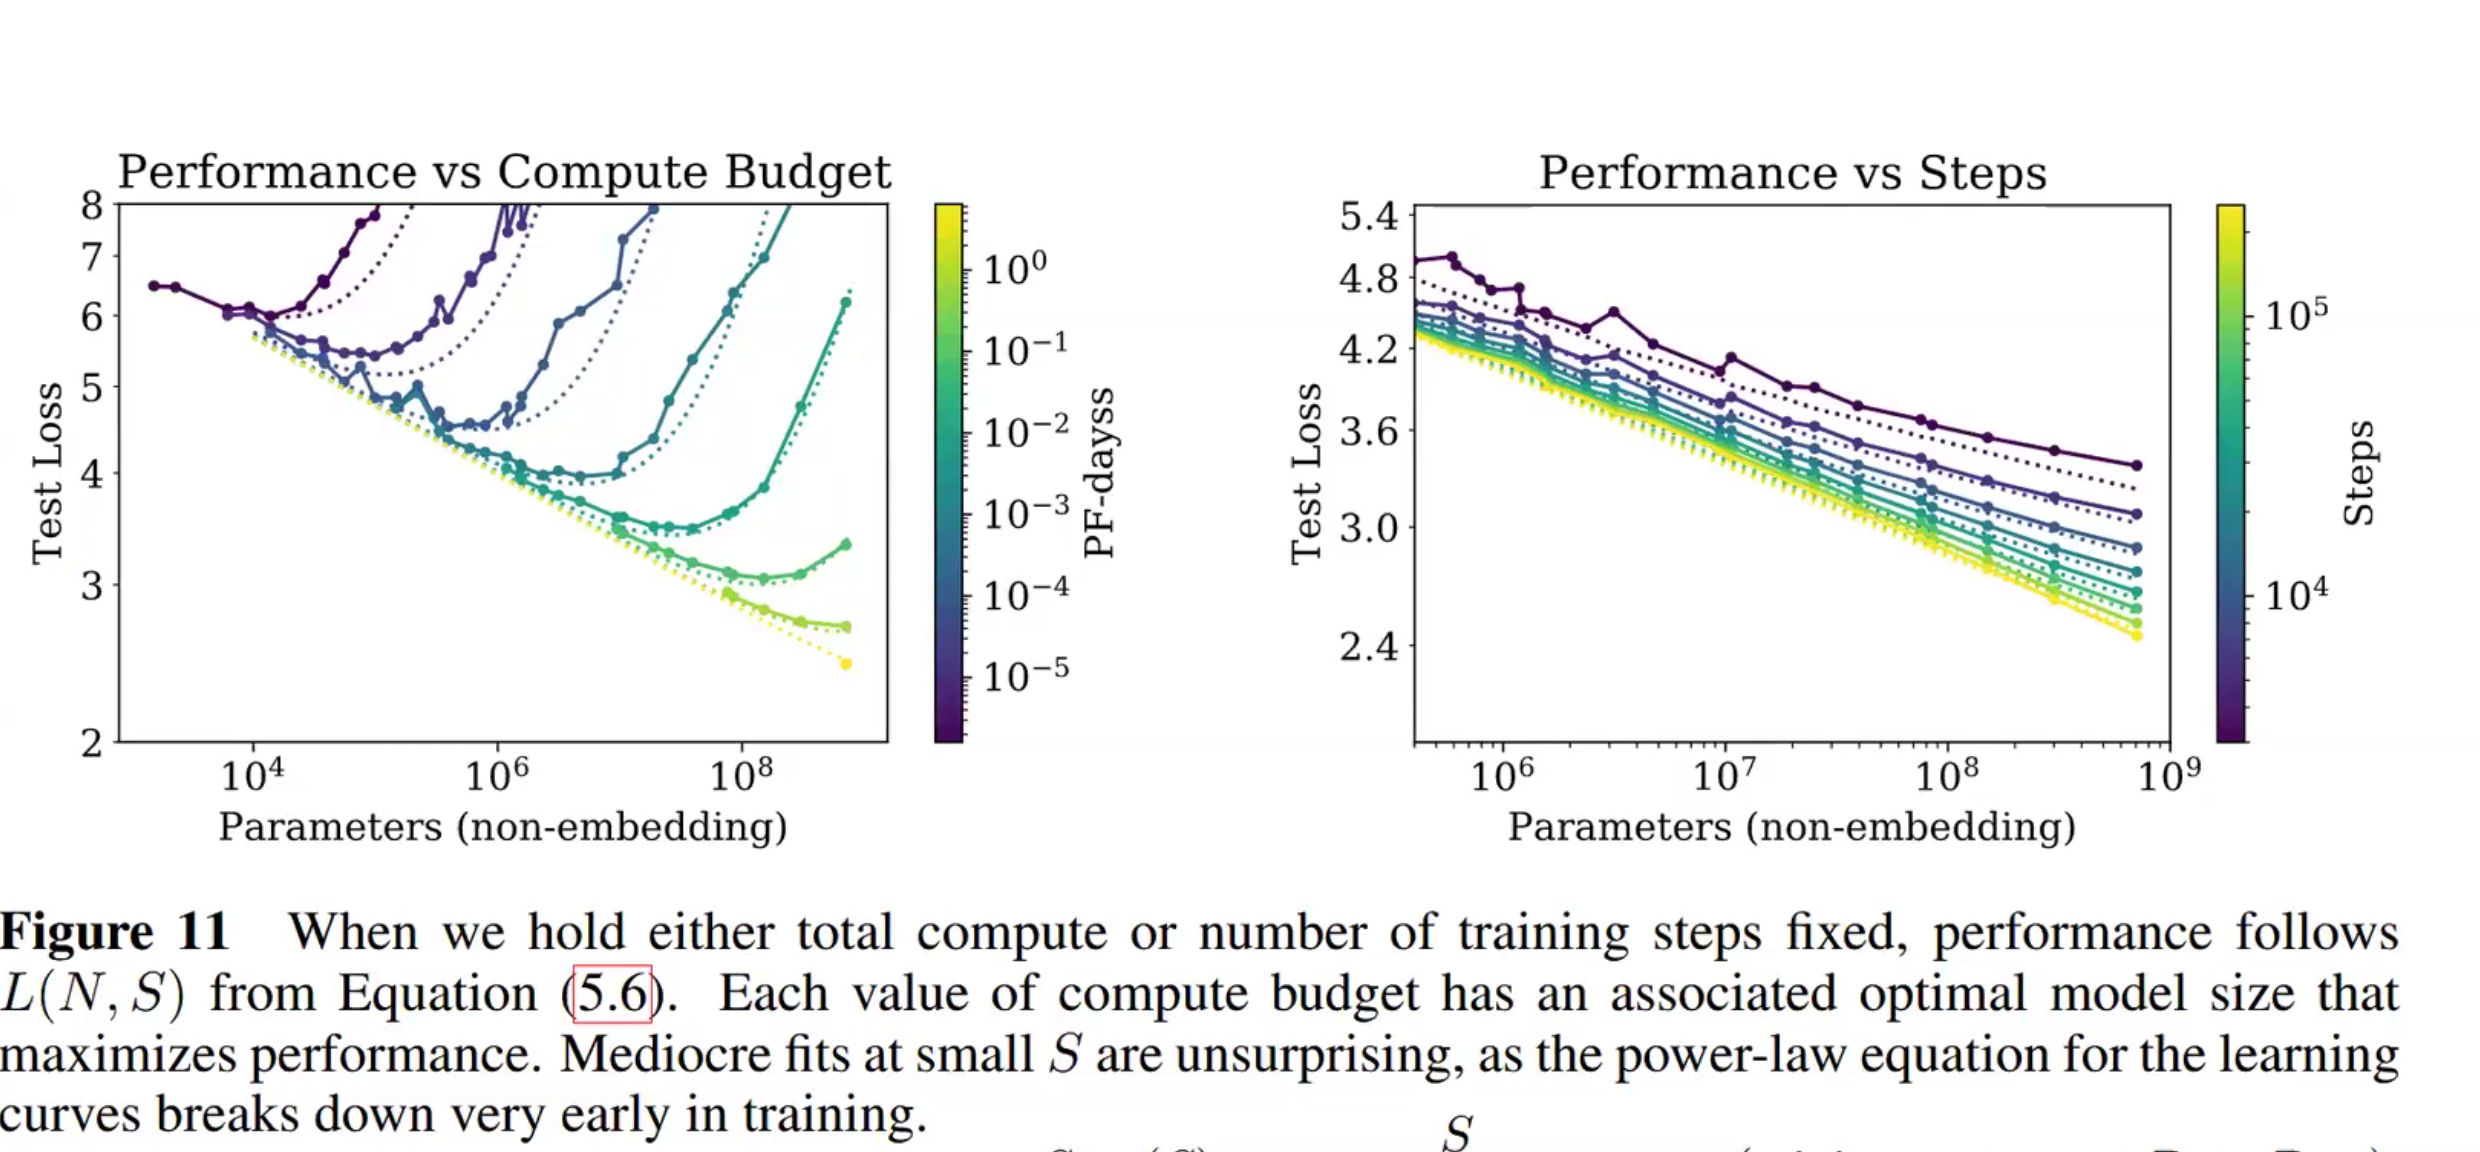 Performance vs Compute Budget
8
7
6
5
4
3
2
Test Loss
10⁴ 10⁶ 10⁸
Parameters (non-embedding)
10⁰
10⁻¹
10⁻²
10⁻³
10⁻⁴
10⁻⁵
PF-dayss
Performance vs Steps
5.4
4.8
4.2
3.6
3.0
2.4
Test Loss
10⁶ 10⁷ 10⁸ 10⁹
Parameters (non-embedding)
10⁵
10⁴
Steps
Figure 11 When we hold either total compute or number of training steps fixed, performance follows
L(N, S) from Equation (5.6). Each value of compute budget has an associated optimal model size that
maximizes performance. Mediocre fits at small S are unsurprising, as the power-law equation for the learning
curves breaks down very early in training.
S